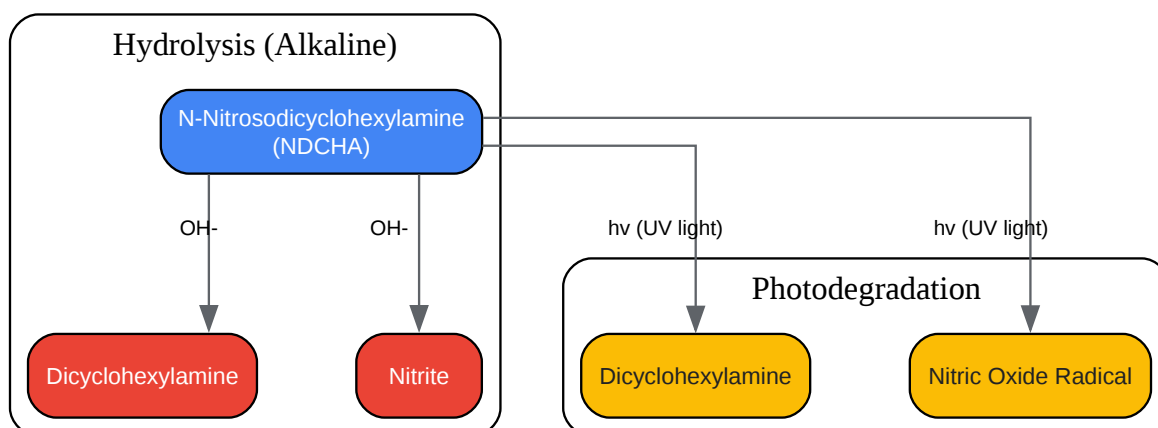 Hydrolysis (Alkaline)
N-Nitrosodicyclohexylamine
(NDCHA)
OH-
OH-
hv (UV light)
hv (UV light)
Photodegradation
Dicyclohexylamine
Nitrite
Dicyclohexylamine
Nitric Oxide Radical